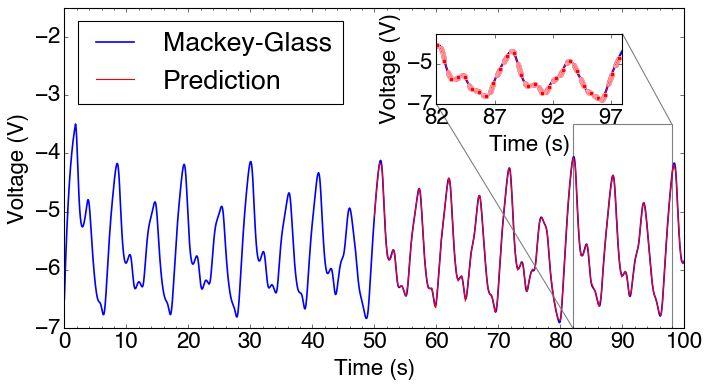 Mackey-Glass
Prediction
−2
−3
−4
−5
−6
−7
Voltage (V)
0 10 20 30 40 50 60 70 80 90 100
Time (s)
Voltage (V)
−5
−7
82 87 92 97
Time (s)